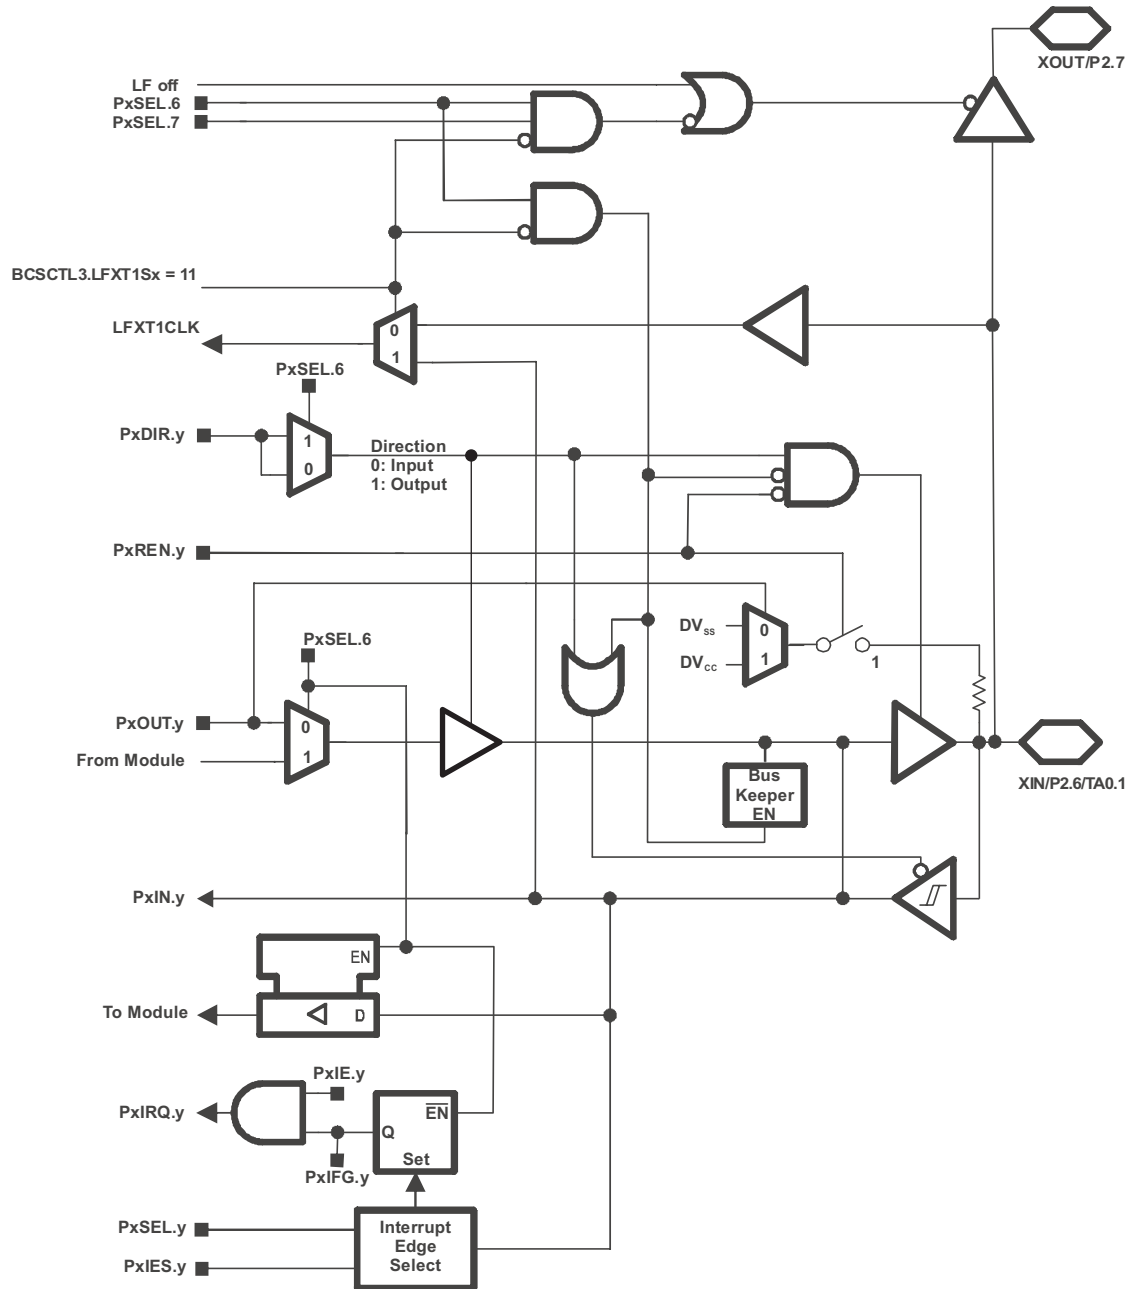 XOUT/P2.7
LF off
PxSEL.6
PxSEL.7
BCSCTL3.LFXT1Sx = 11
LFXT1CLK
0
1
PxSEL.6
PxDIR.y
1
0
Direction
0: Input
1: Output
PxREN.y
DVss
DVcc
0
1
1
PxSEL.6
PxOUT.y
0
From Module
1
Bus
Keeper
EN
XIN/P2.6/TA0.1
PxIN.y
EN
To Module
D
PxIE.y
PxIRQ.y
EN
Q
Set
PxIFG.y
PxSEL.y
PxIES.y
Interrupt
Edge
Select